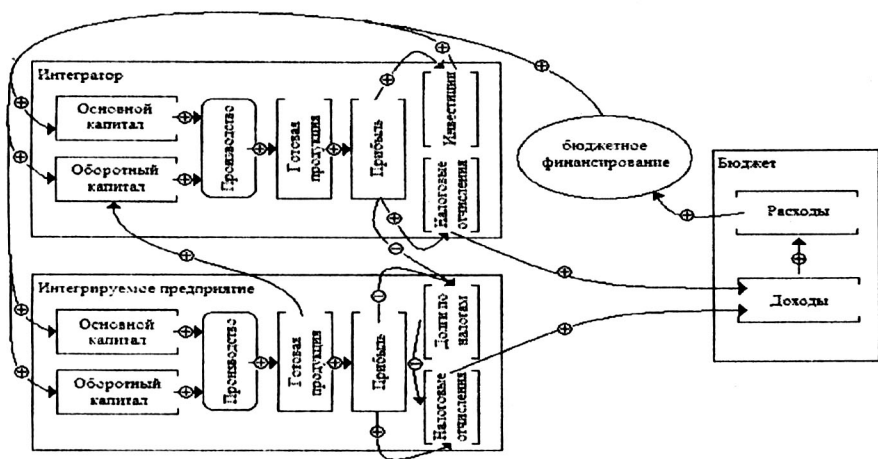 Интегратор
Основной
капитал
Оборотный
капитал
Производство
Готовая
продукция
Прибыль
Инвестиции
Налоговые
отчисления
бюджетное
финансирование
Бюджет
Расходы
Доходы
Интегрируемое предприятие
Основной
капитал
Оборотный
капитал
Производство
Готовая
продукция
Прибыль
Долги по
налогам
Налоговые
отчисления